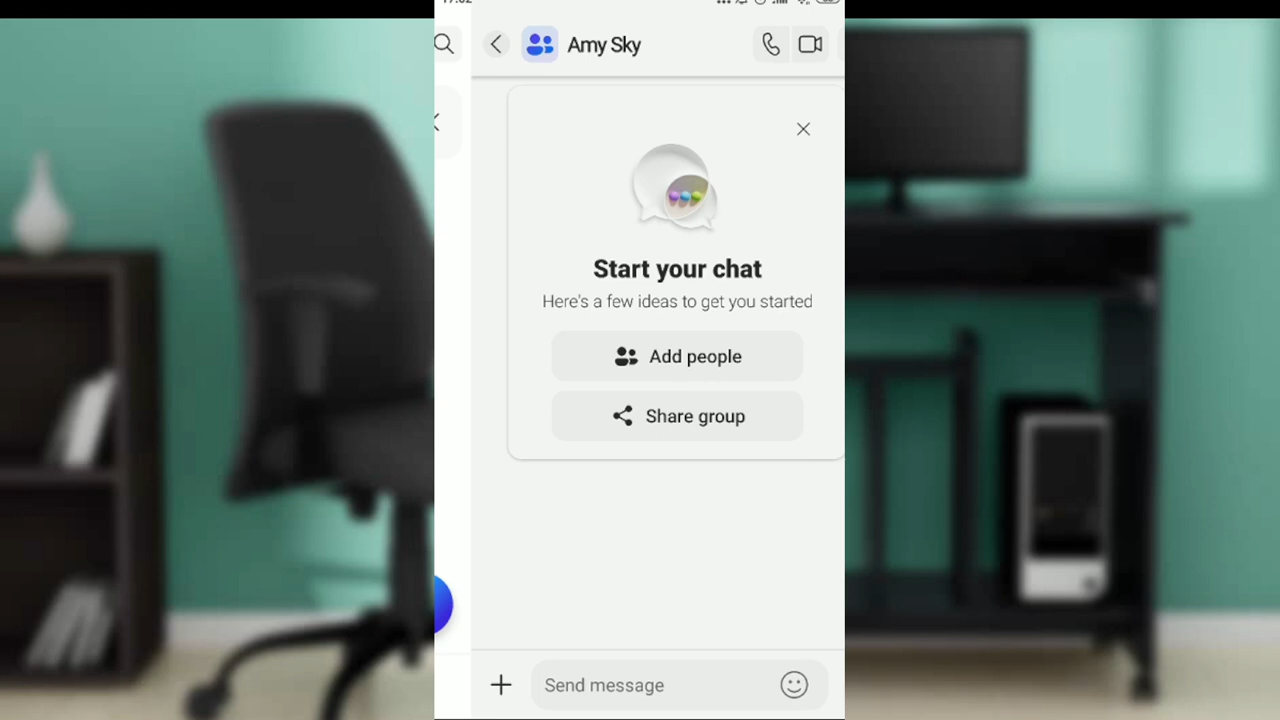 Amy Sky
Start your chat
Here's a few ideas to get you started
Add people
Share group
Send message